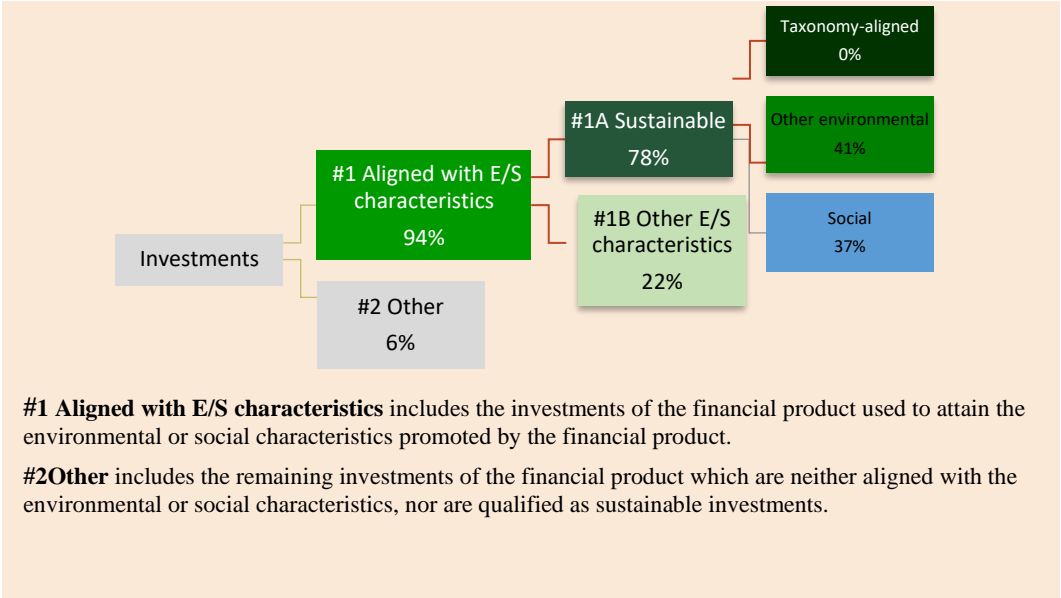 Taxonomy-aligned
0%
#1A Sustainable
78%
Other environmental
41%
#1 Aligned with E/S
characteristics
94%
#1B Other E/S
characteristics
22%
Social
37%
Investments
#2 Other
6%
#1 Aligned with E/S characteristics includes the investments of the financial product used to attain the
environmental or social characteristics promoted by the financial product.
#2Other includes the remaining investments of the financial product which are neither aligned with the
environmental or social characteristics, nor are qualified as sustainable investments.